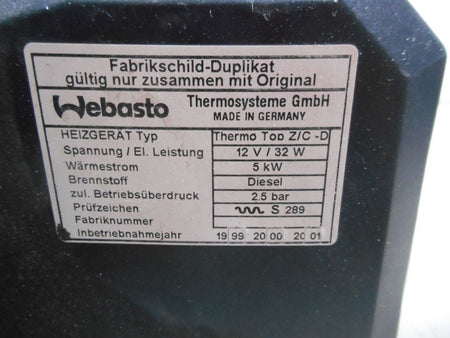 Fabrikschild-Duplikat
gültig nur zusammen mit Original
Webasto Thermosysteme GmbH
MADE IN GERMANY
HEIZGERÄT Typ Thermo Top Z/C -D
Spannung / El. Leistung 12 V / 32 W
Wärmestrom 5 kW
Brennstoff Diesel
zul. Betriebsüberdruck 2.5 bar
Prüfzeichen S 289
Fabriknummer
Inbetriebnahmejahr 19 99 20 00 20 01